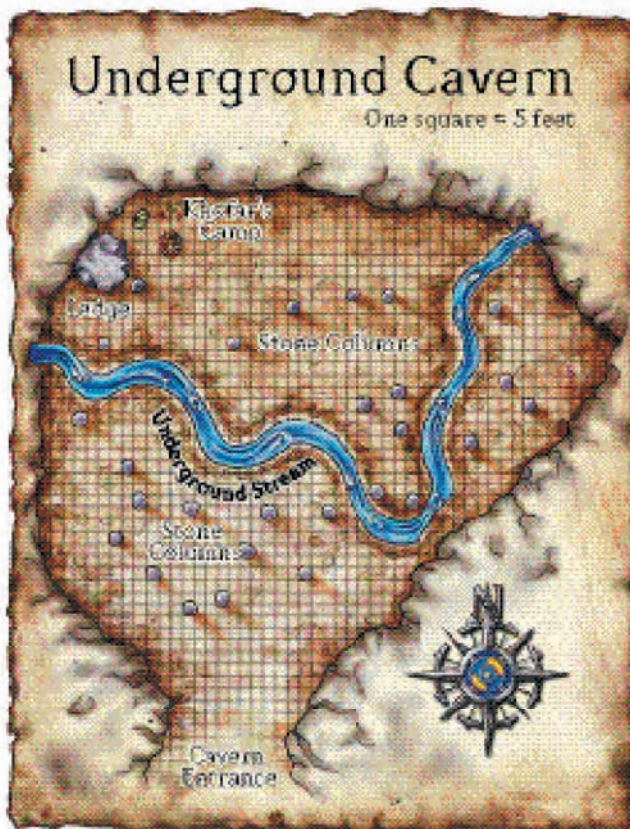 Underground Cavern
One square = 5 feet
Camp
Ledge
Stone Columns
Underground Stream
Stone
Columns
N
Cavern
Entrance